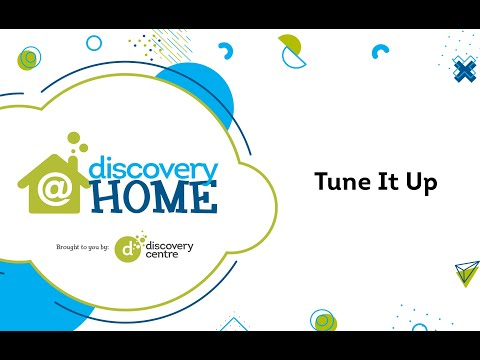 @ discovery
HOME
Tune It Up
Brought to you by: d discovery
centre